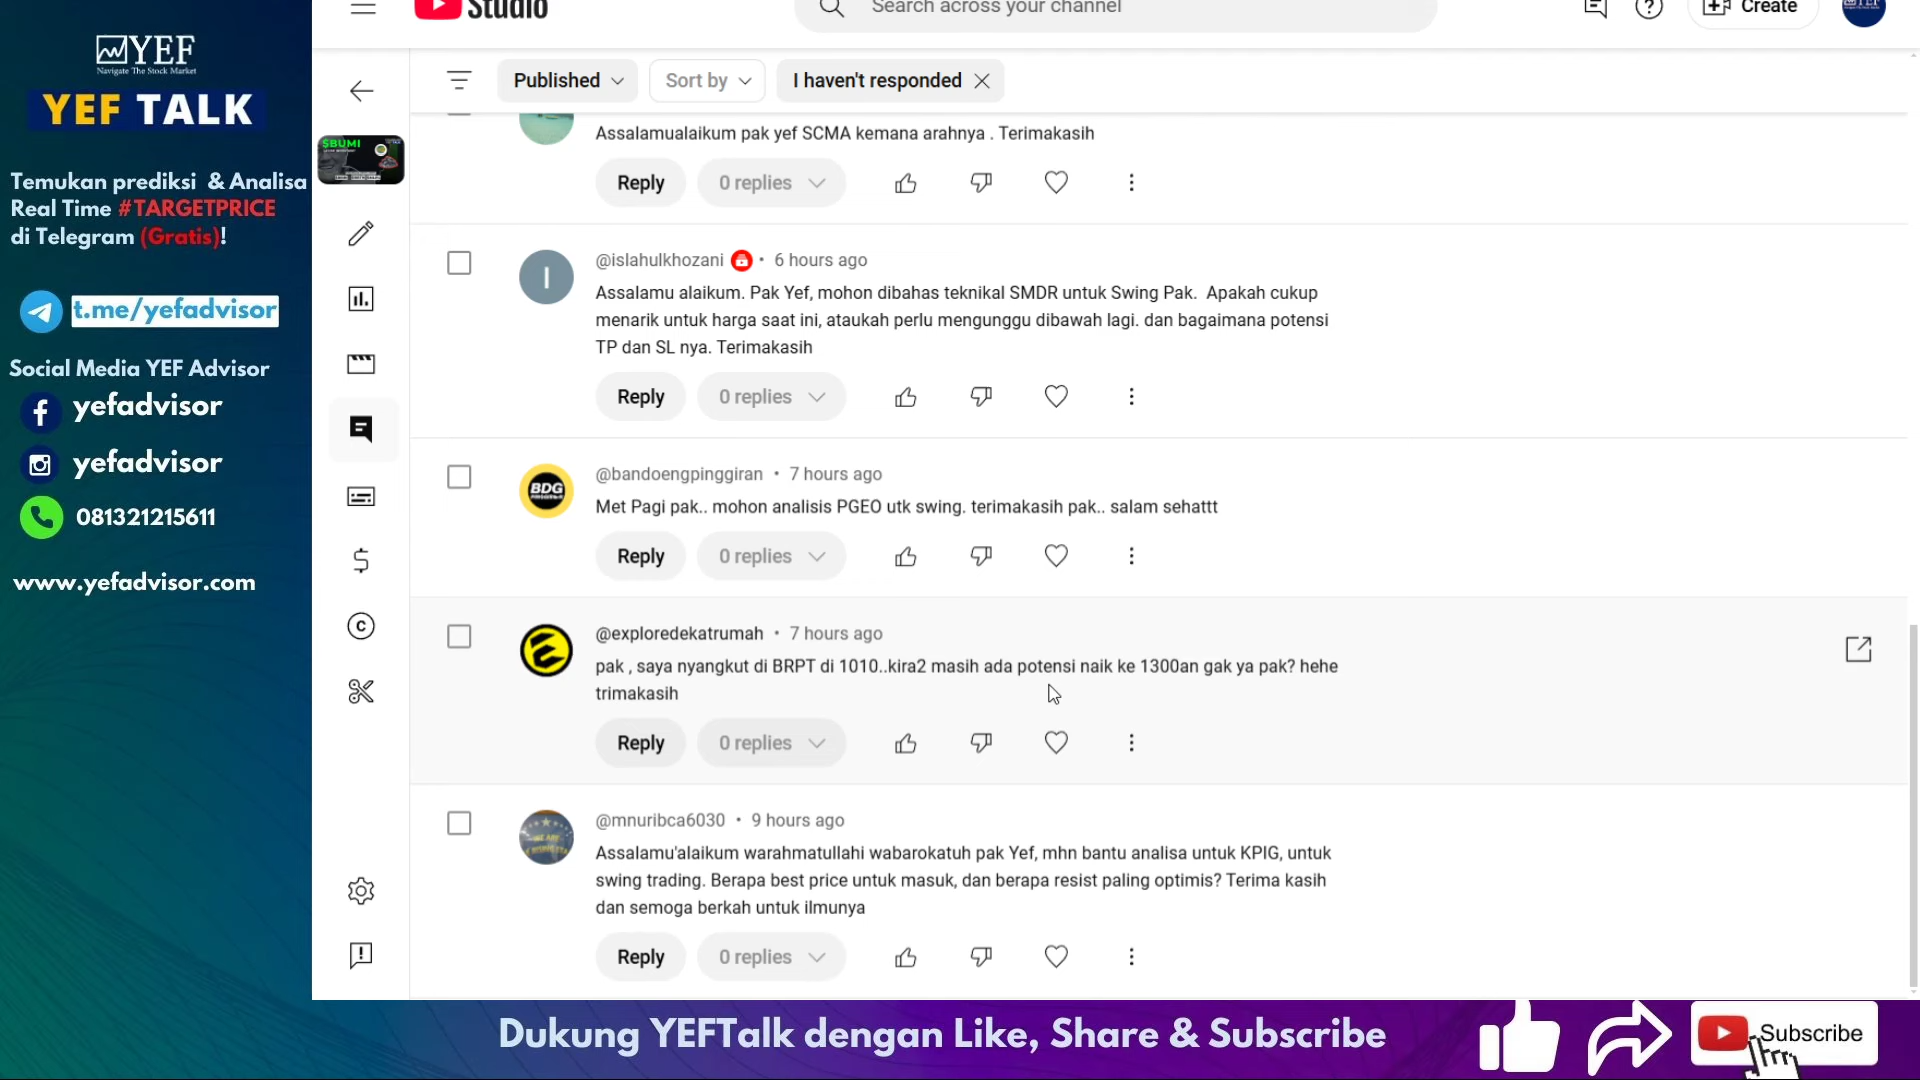 YEF
Navigate The Stock Market
YEF TALK
Temukan prediksi & Analisa
Real Time #TARGETPRICE
di Telegram (Gratis)!
t.me/yefadvisor
Social Media YEF Advisor
yefadvisor
yefadvisor
081321215611
www.yefadvisor.com
Studio
Search across your channel
Create
Published
Sort by
I haven't responded
$BUMI
Assalamualaikum pak yef SCMA kemana arahnya . Terimakasih
Reply
0 replies
I
@islahulkhozani • 6 hours ago
Assalamu alaikum. Pak Yef, mohon dibahas teknikal SMDR untuk Swing Pak. Apakah cukup
menarik untuk harga saat ini, ataukah perlu mengunggu dibawah lagi. dan bagaimana potensi
TP dan SL nya. Terimakasih
Reply
0 replies
BDG
@bandoengpinggiran • 7 hours ago
Met Pagi pak.. mohon analisis PGEO utk swing. terimakasih pak.. salam sehattt
Reply
0 replies
@exploredekatrumah • 7 hours ago
pak , saya nyangkut di BRPT di 1010..kira2 masih ada potensi naik ke 1300an gak ya pak? hehe
trimakasih
Reply
0 replies
@mnuribca6030 • 9 hours ago
Assalamu'alaikum warahmatullahi wabarokatuh pak Yef, mhn bantu analisa untuk KPIG, untuk
swing trading. Berapa best price untuk masuk, dan berapa resist paling optimis? Terima kasih
dan semoga berkah untuk ilmunya
Reply
0 replies
Dukung YEFTalk dengan Like, Share & Subscribe
Subscribe